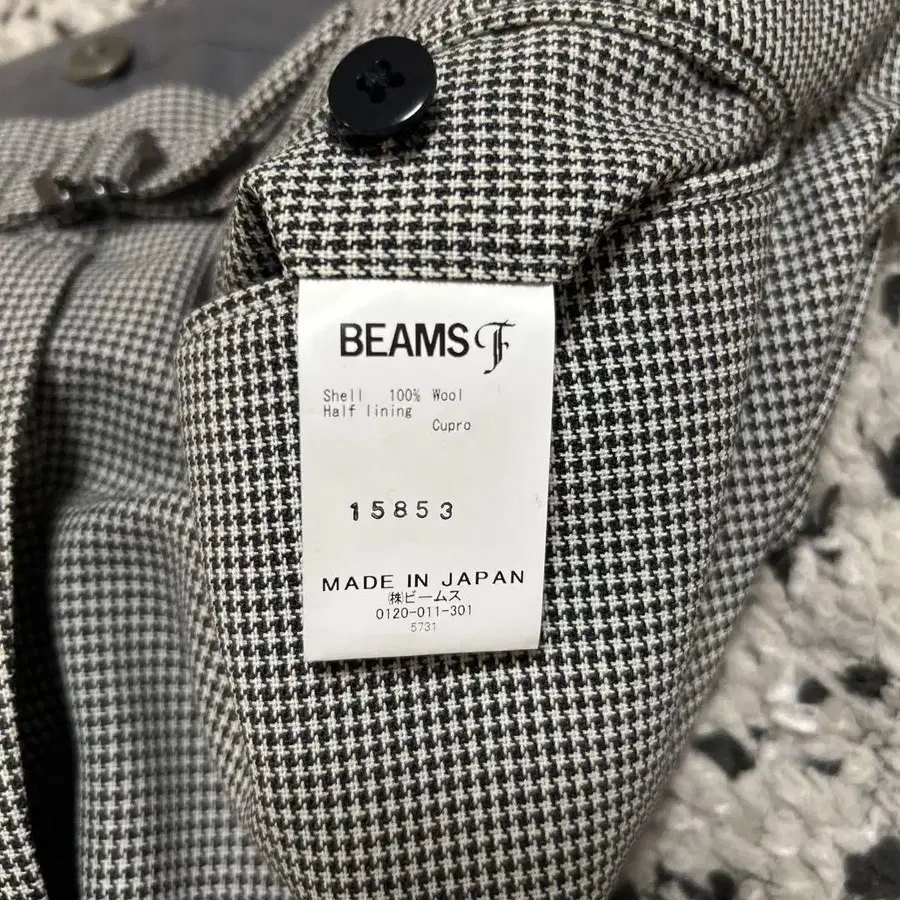 BEAMS F
Shell 100% Wool
Half lining
Cupro
15853
MADE IN JAPAN
㈱ビームス
0120-011-301
5731